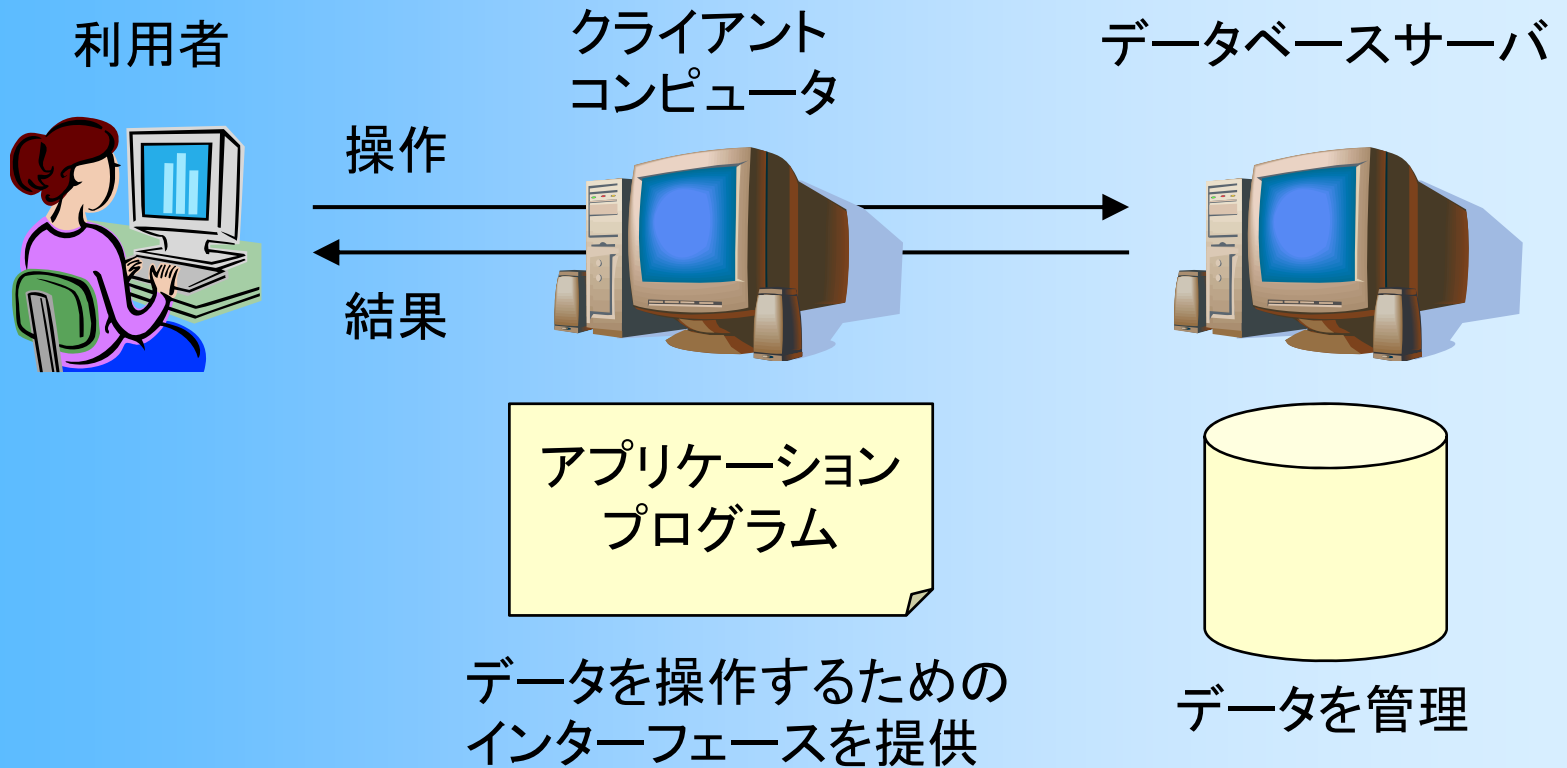 利用者
クライアント
コンピュータ
データベースサーバ
操作
結果
アプリケーション
プログラム
データを操作するための
インターフェースを提供
データを管理